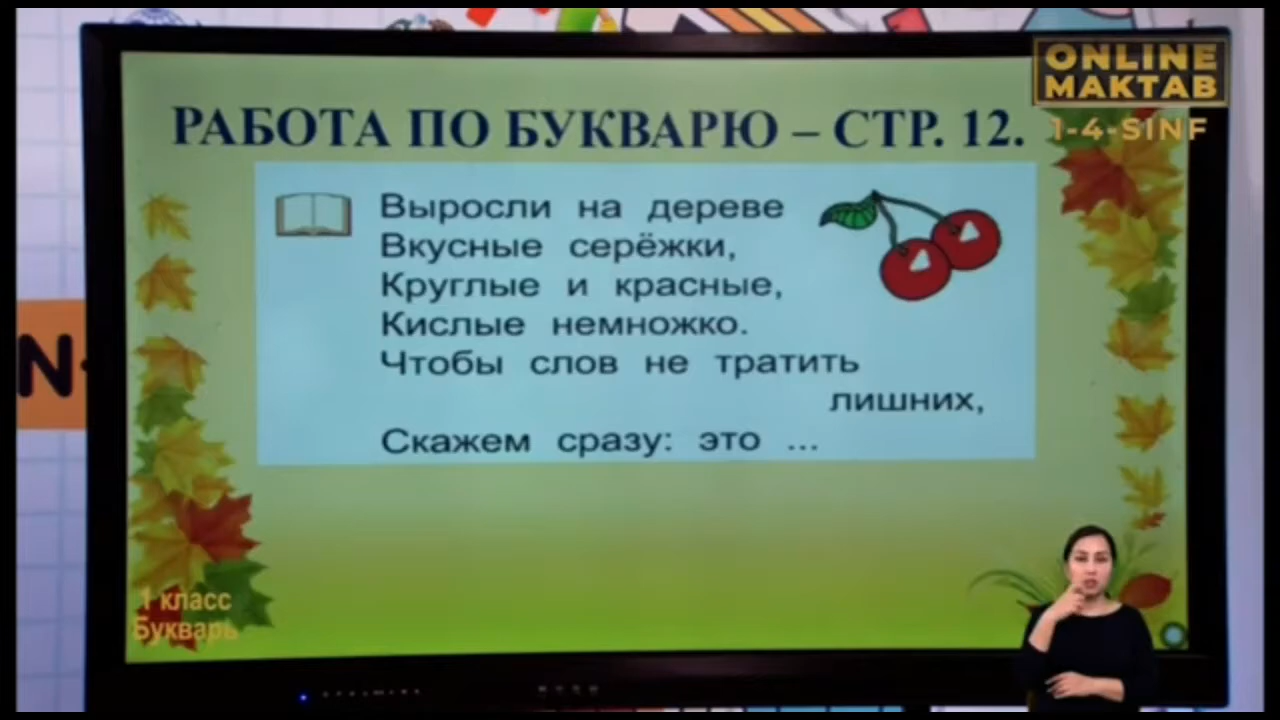 ONLINE
MAKTAB
1-4-SINF
РАБОТА ПО БУКВАРЮ – СТР. 12.
Выросли на дереве
Вкусные серёжки,
Круглые и красные,
Кислые немножко.
Чтобы слов не тратить
лишних,
Скажем сразу: это ...
N
1 класс
Букварь